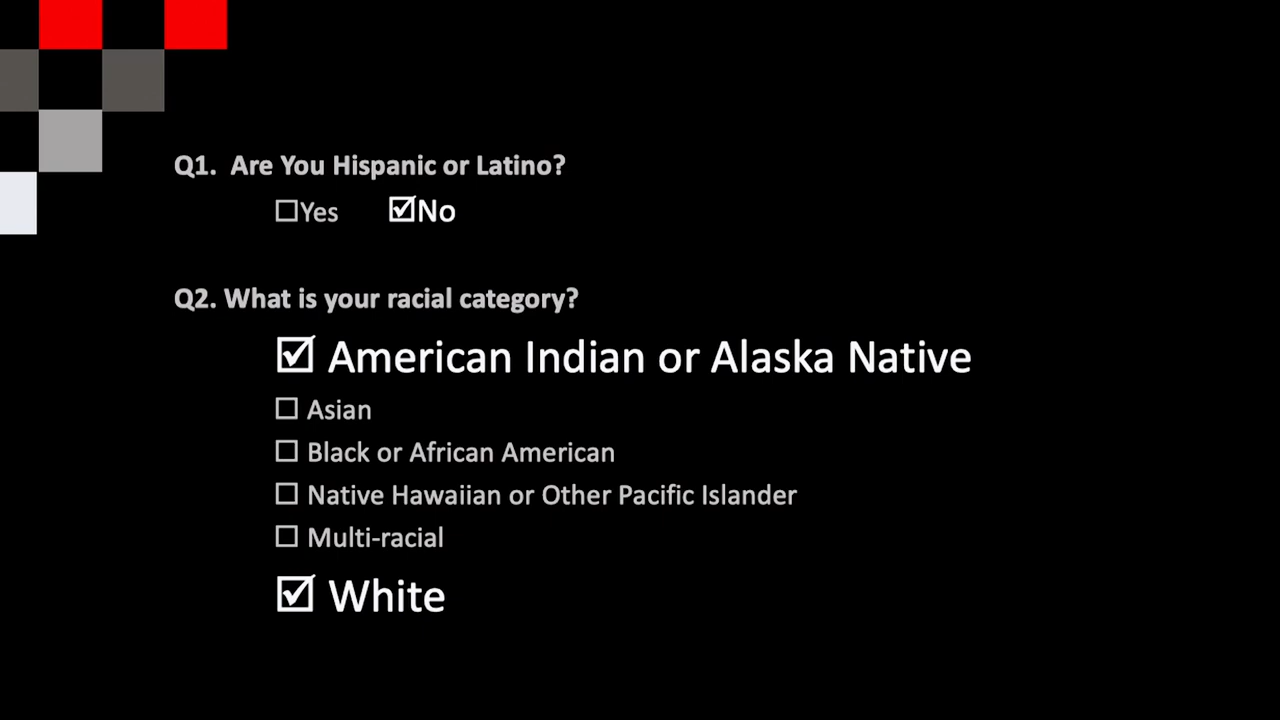 Q1. Are You Hispanic or Latino?
☐Yes ☑No
Q2. What is your racial category?
☑ American Indian or Alaska Native
☐ Asian
☐ Black or African American
☐ Native Hawaiian or Other Pacific Islander
☐ Multi-racial
☑ White